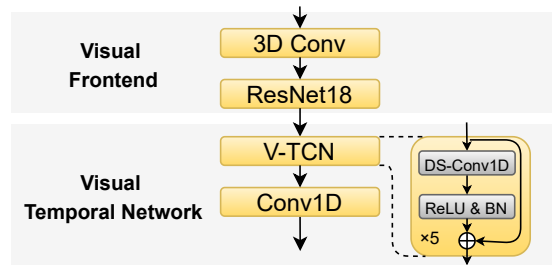 Visual
Frontend
3D Conv
ResNet18
Visual
Temporal Network
V-TCN
Conv1D
DS-Conv1D
ReLU & BN
×5